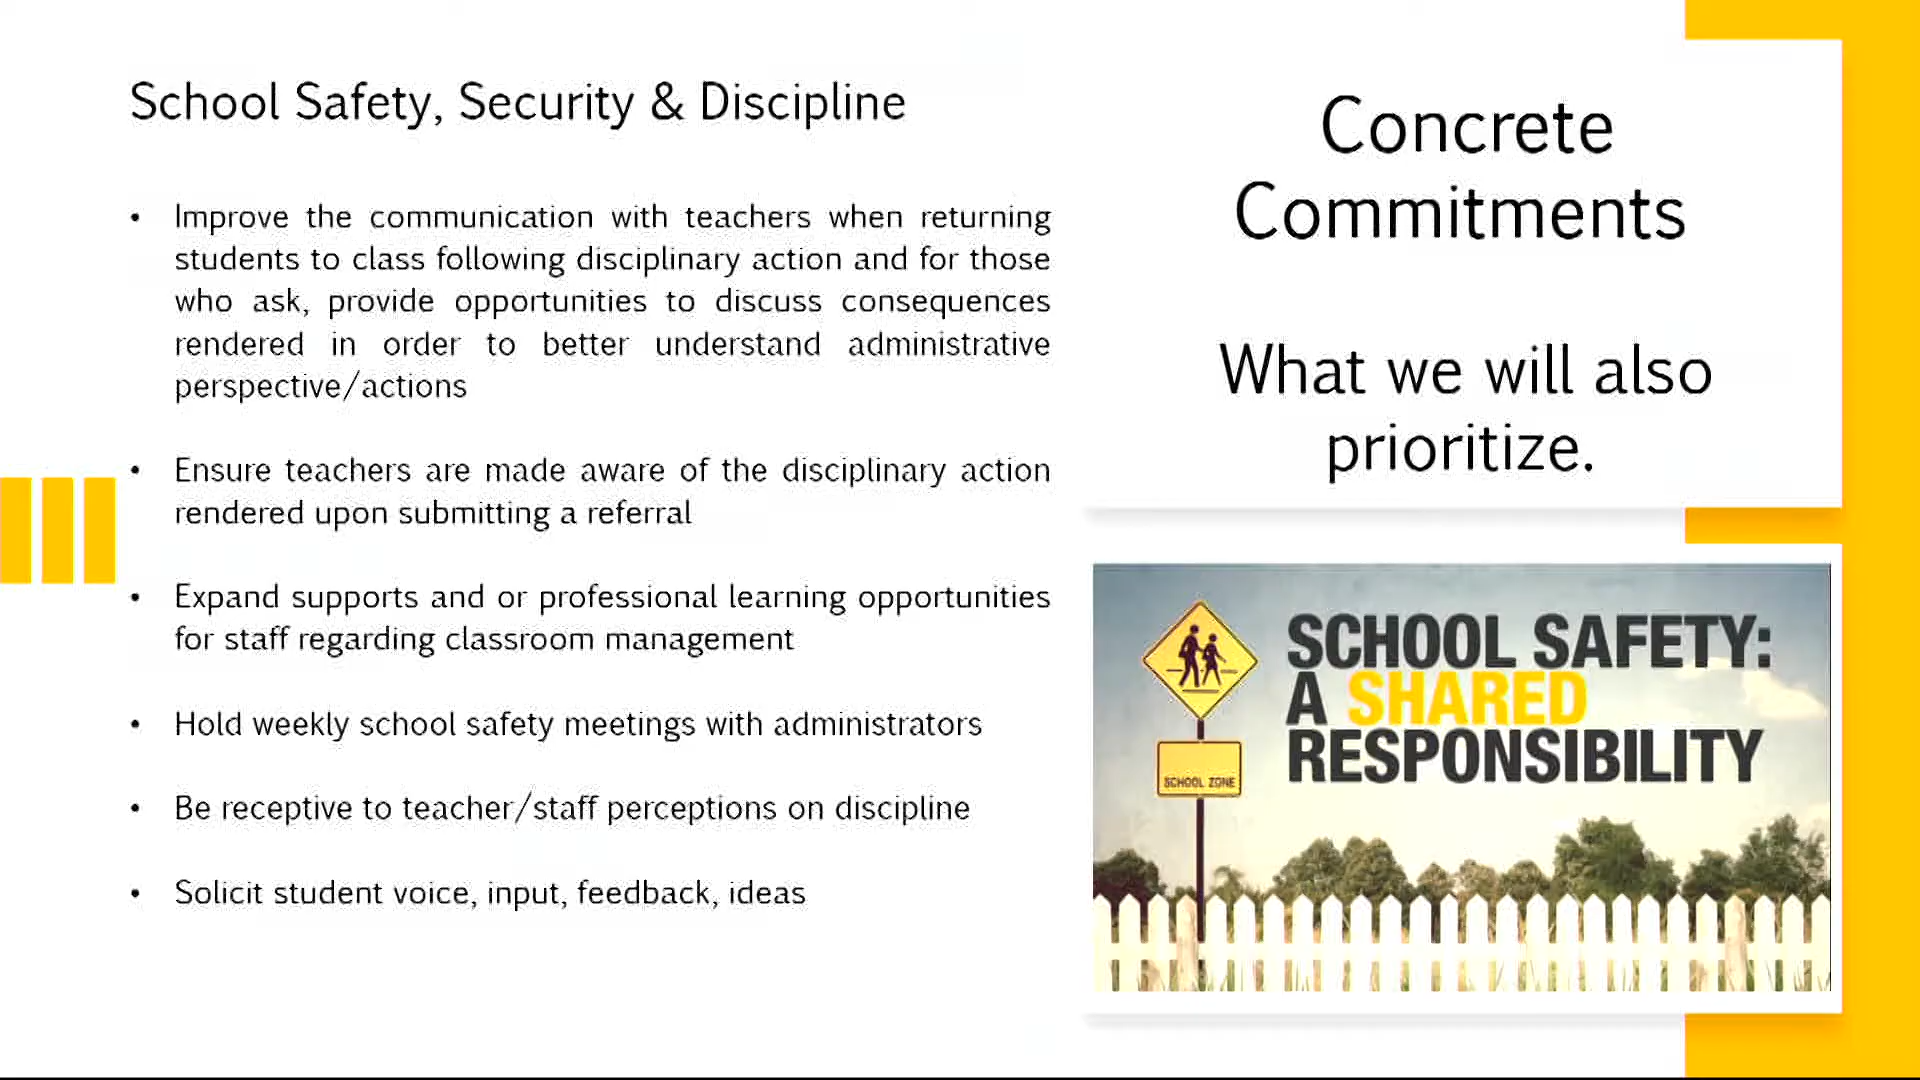 School Safety, Security & Discipline
• Improve the communication with teachers when returning
students to class following disciplinary action and for those
who ask, provide opportunities to discuss consequences
rendered in order to better understand administrative
perspective/actions
• Ensure teachers are made aware of the disciplinary action
rendered upon submitting a referral
• Expand supports and or professional learning opportunities
for staff regarding classroom management
• Hold weekly school safety meetings with administrators
• Be receptive to teacher/staff perceptions on discipline
• Solicit student voice, input, feedback, ideas
Concrete
Commitments
What we will also
prioritize.
SCHOOL SAFETY:
A SHARED
RESPONSIBILITY
SCHOOL ZONE